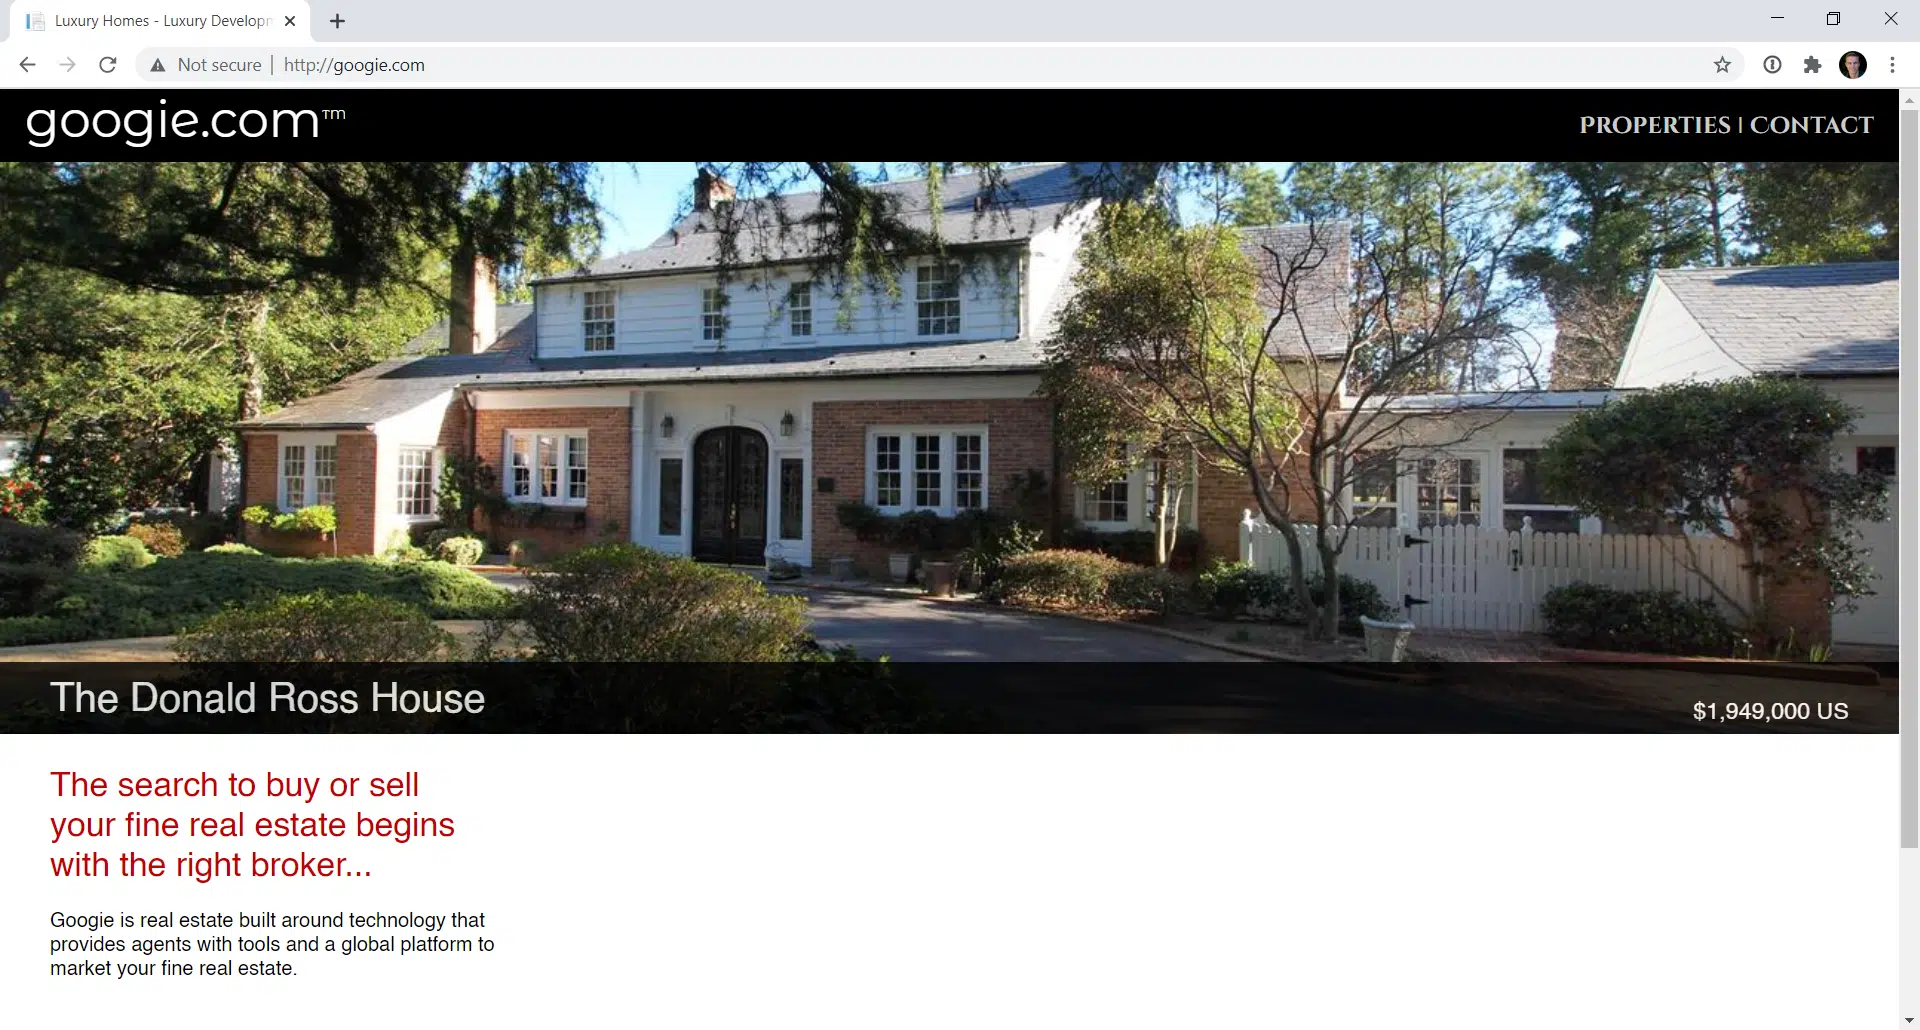 Luxury Homes - Luxury Develop
Not secure | http://googie.com
googie.com™
PROPERTIES | CONTACT
The Donald Ross House
$1,949,000 US
The search to buy or sell
your fine real estate begins
with the right broker...
Googie is real estate built around technology that
provides agents with tools and a global platform to
market your fine real estate.